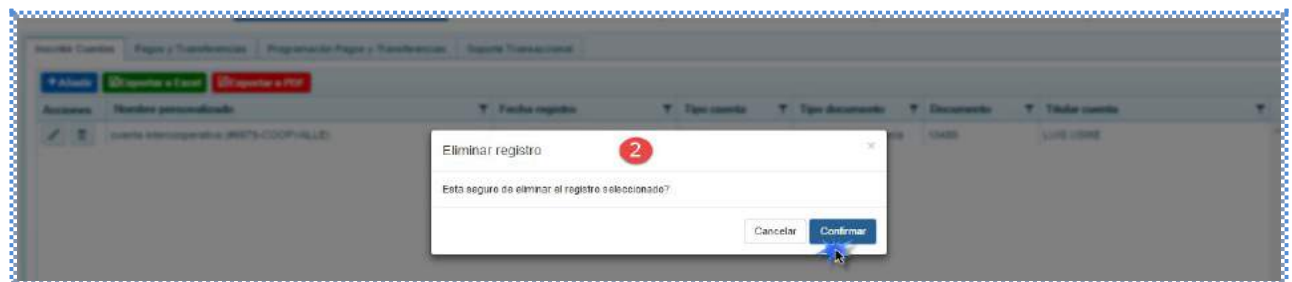 Inscribir Cuentas Pagos y Transferencias Programación Pagos y Transferencias Soporte Transaccional
+Añadir Exportar a Excel Exportar a PDF
Acciones Nombre personalizado Fecha registro Tipo cuenta Tipo documento Documento Titular cuenta
cuenta intercooperativa
Eliminar registro 2 ×
Esta seguro de eliminar el registro seleccionado?
Cancelar Confirmar